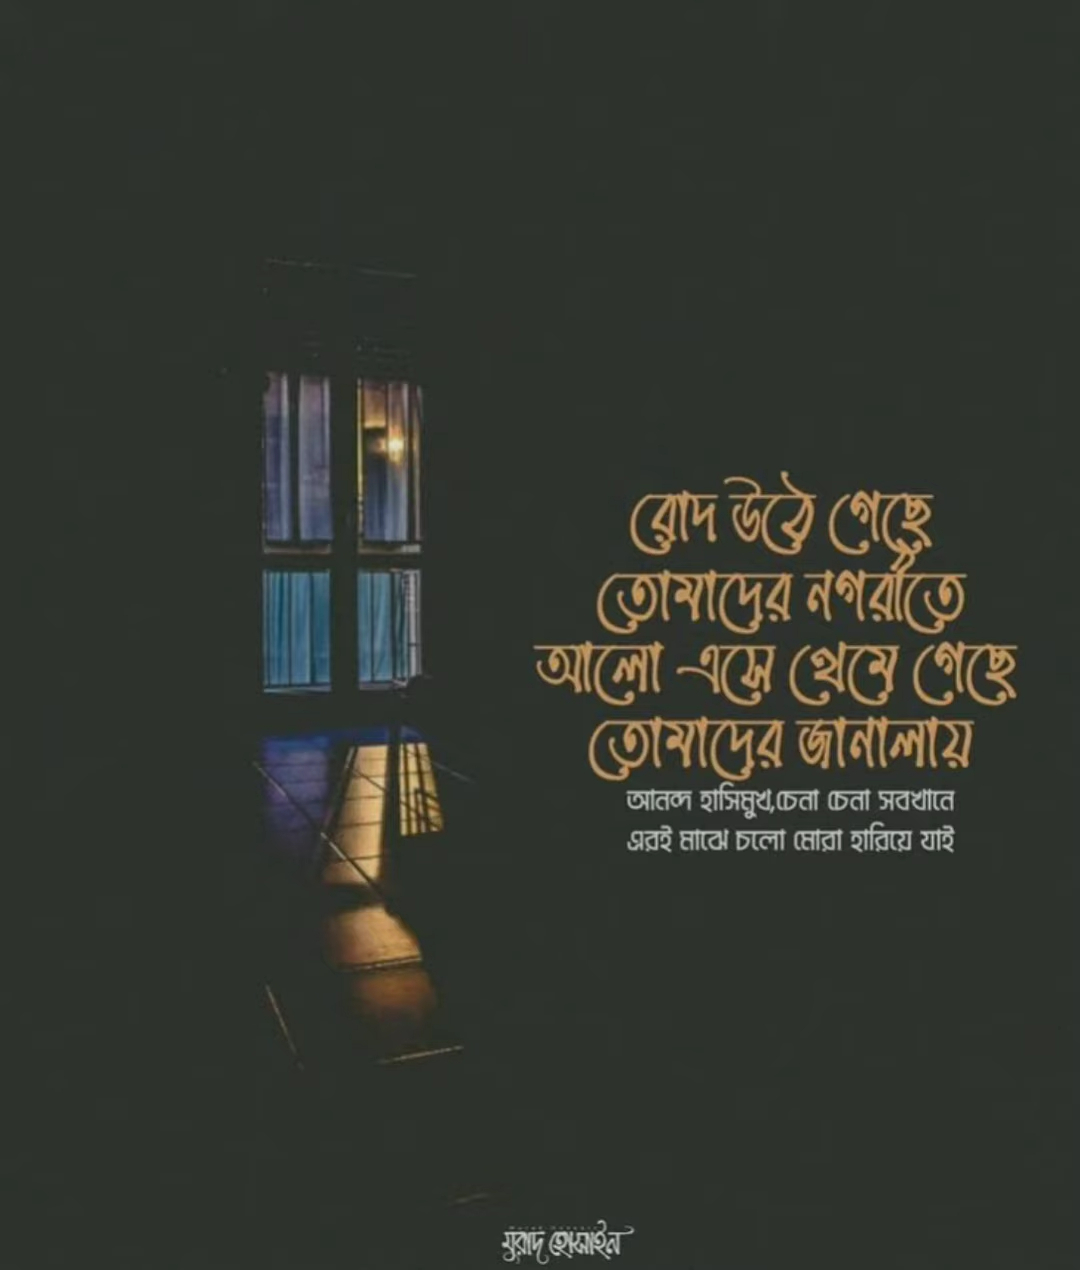 রোদ উঠে গেছে
তোমাদের নগরীতে
আলো এসে থেমে গেছে
তোমাদের জানালায়
আনন্দ হাসিমুখ,চেনা চেনা সবখানে
এরই মাঝে চলো মোরা হারিয়ে যাই
মুরাদ হোসাইন